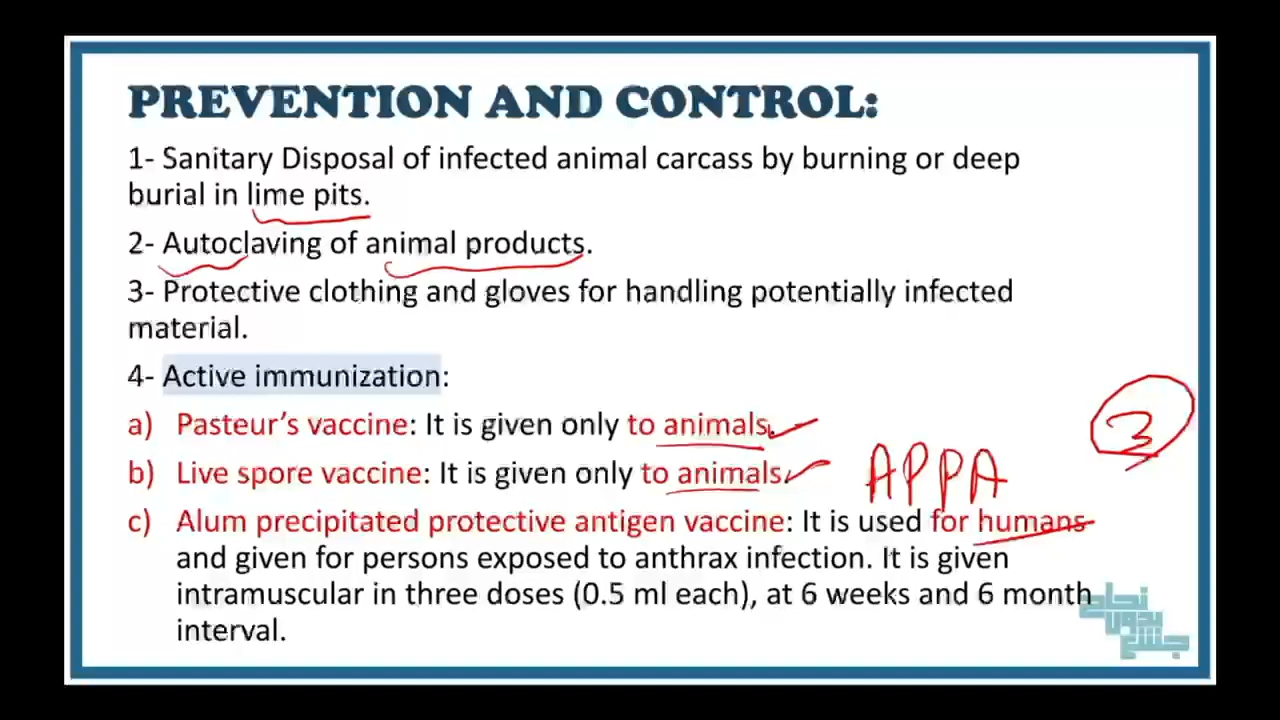 PREVENTION AND CONTROL:
1- Sanitary Disposal of infected animal carcass by burning or deep
burial in lime pits.
2- Autoclaving of animal products.
3- Protective clothing and gloves for handling potentially infected
material.
4- Active immunization:
a) Pasteur’s vaccine: It is given only to animals.
b) Live spore vaccine: It is given only to animals.
c) Alum precipitated protective antigen vaccine: It is used for humans
and given for persons exposed to anthrax infection. It is given
intramuscular in three doses (0.5 ml each), at 6 weeks and 6 month
interval.
APPA
3
نجاح
بدون
جشع